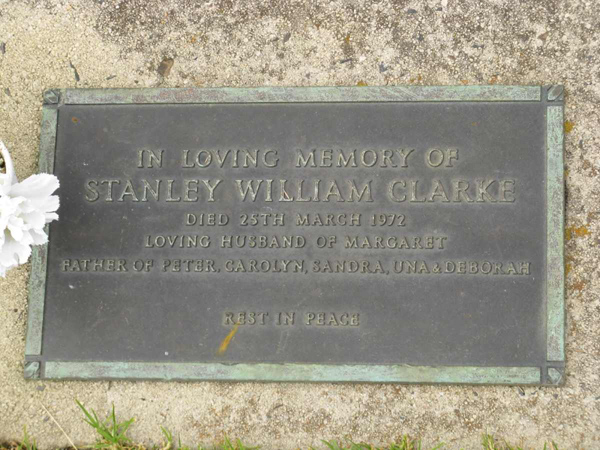 IN LOVING MEMORY OF
STANLEY WILLIAM CLARKE
DIED 25TH MARCH 1972
LOVING HUSBAND OF MARGARET
FATHER OF PETER, CAROLYN, SANDRA, UNA & DEBORAH
REST IN PEACE